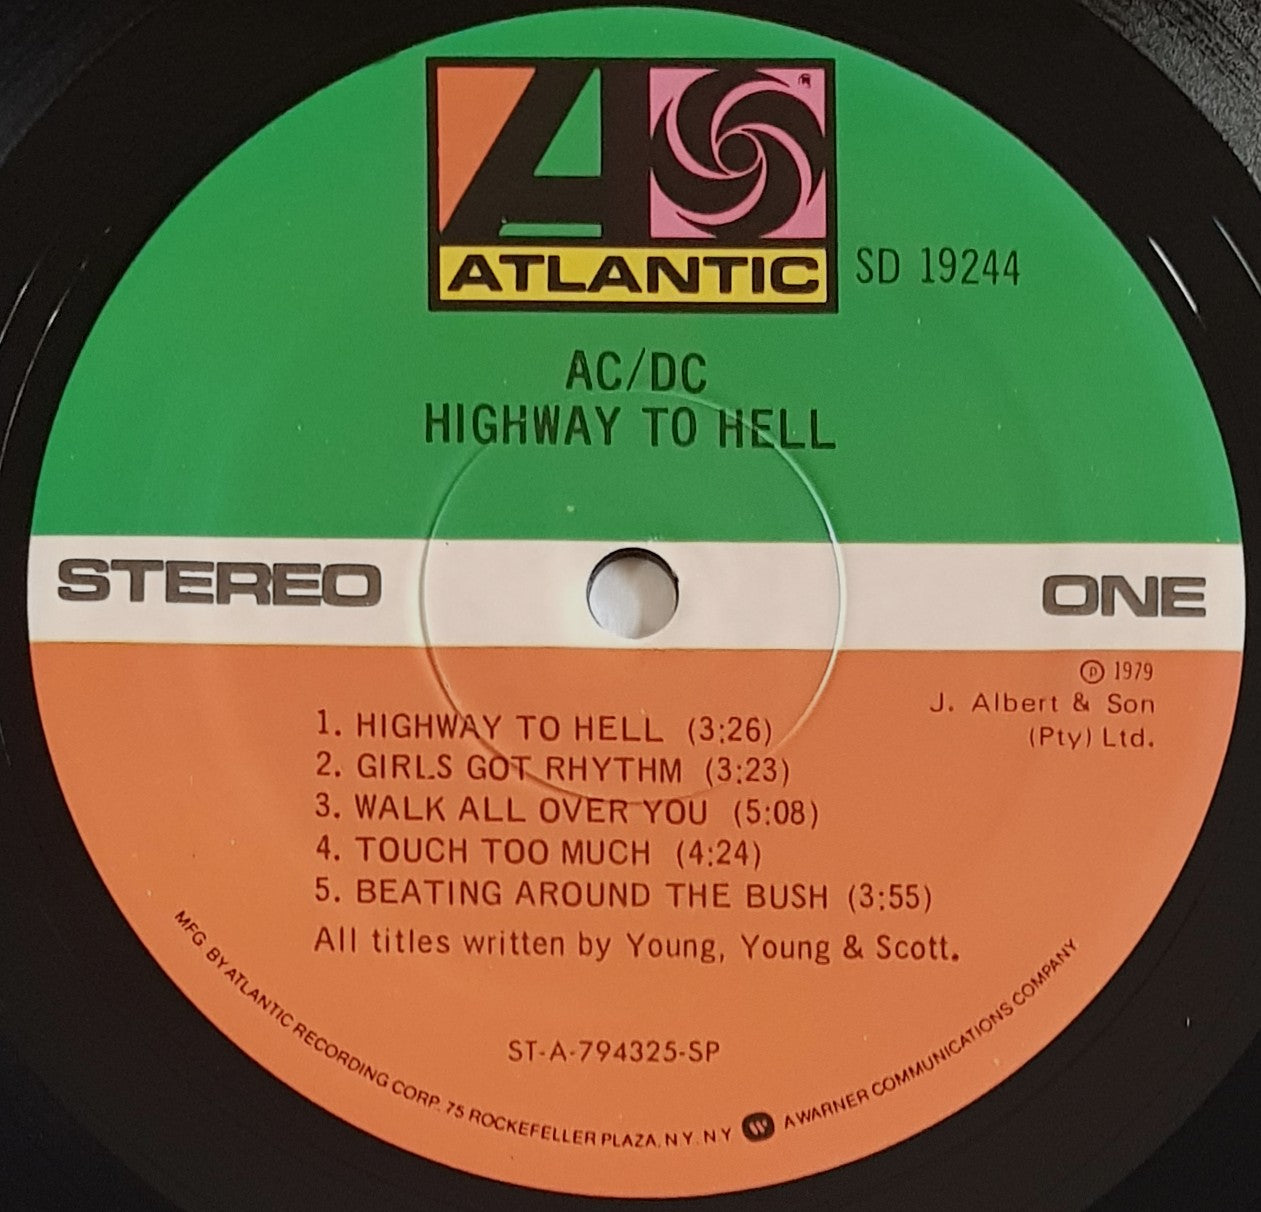 ATLANTIC
SD 19244
AC/DC
HIGHWAY TO HELL
STEREO
ONE
℗ 1979
J. Albert & Son
(Pty) Ltd.
1. HIGHWAY TO HELL (3:26)
2. GIRLS GOT RHYTHM (3:23)
3. WALK ALL OVER YOU (5:08)
4. TOUCH TOO MUCH (4:24)
5. BEATING AROUND THE BUSH (3:55)
All titles written by Young, Young & Scott.
ST-A-794325-SP
MFG BY ATLANTIC RECORDING CORP. 75 ROCKEFELLER PLAZA, N.Y. N.Y. A WARNER COMMUNICATIONS COMPANY